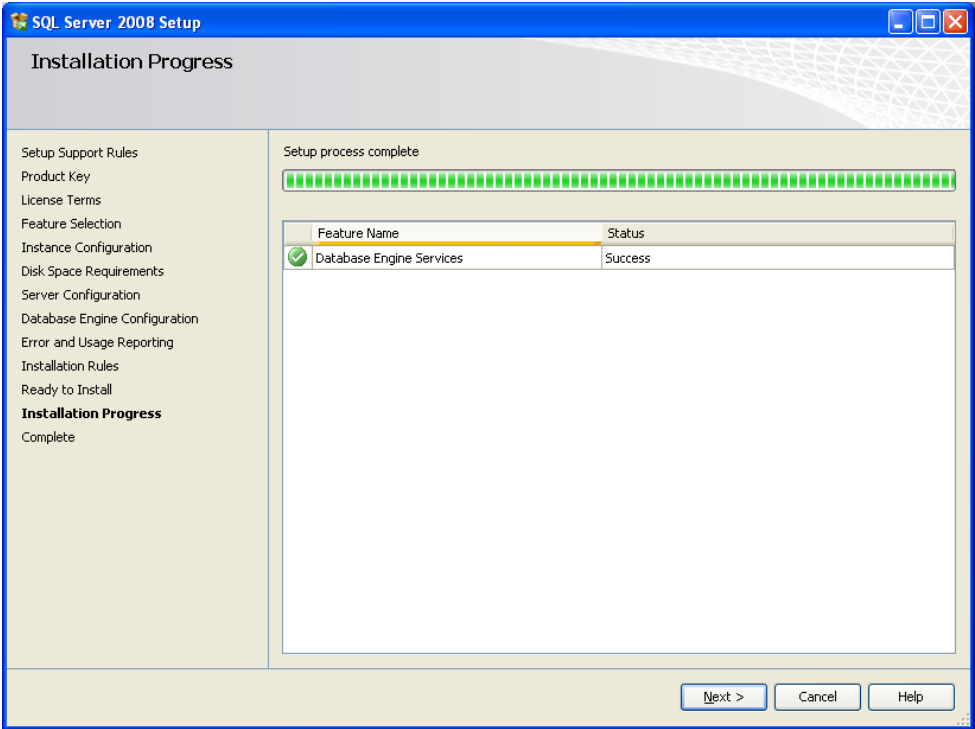 SQL Server 2008 Setup
Installation Progress
Setup Support Rules
Product Key
License Terms
Feature Selection
Instance Configuration
Disk Space Requirements
Server Configuration
Database Engine Configuration
Error and Usage Reporting
Installation Rules
Ready to Install
Installation Progress
Complete
Setup process complete
Feature Name Status
Database Engine Services Success
Next > Cancel Help